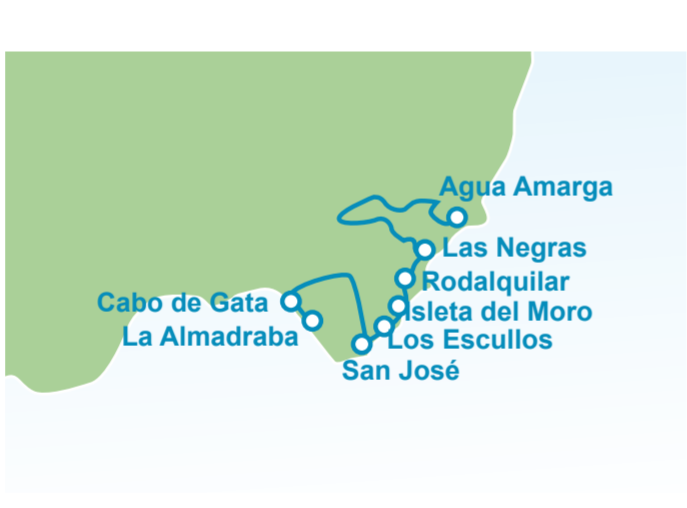 Agua Amarga
Las Negras
Rodalquilar
Isleta del Moro
Los Escullos
San José
Cabo de Gata
La Almadraba